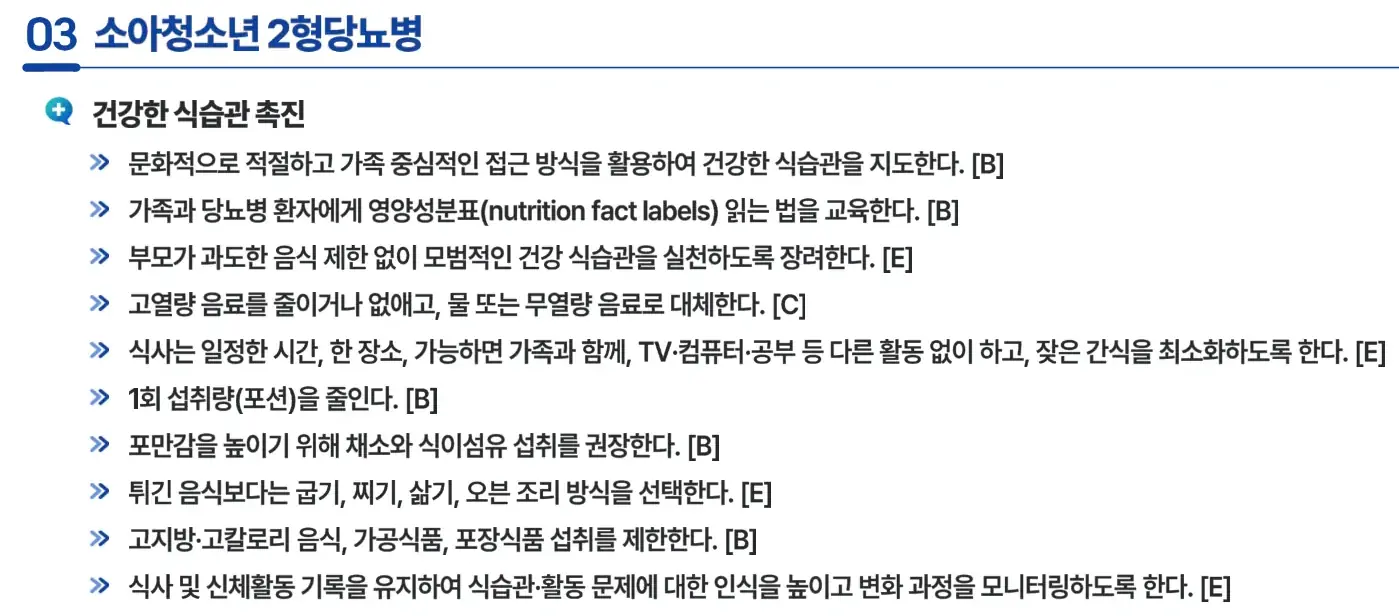 03 소아청소년 2형당뇨병
건강한 식습관 촉진
문화적으로 적절하고 가족 중심적인 접근 방식을 활용하여 건강한 식습관을 지도한다. [B]
가족과 당뇨병 환자에게 영양성분표(nutrition fact labels) 읽는 법을 교육한다. [B]
부모가 과도한 음식 제한 없이 모범적인 건강 식습관을 실천하도록 장려한다. [E]
고열량 음료를 줄이거나 없애고, 물 또는 무열량 음료로 대체한다. [C]
식사는 일정한 시간, 한 장소, 가능하면 가족과 함께, TV·컴퓨터·공부 등 다른 활동 없이 하고, 잦은 간식을 최소화하도록 한다. [E]
1회 섭취량(포션)을 줄인다. [B]
포만감을 높이기 위해 채소와 식이섬유 섭취를 권장한다. [B]
튀긴 음식보다는 굽기, 찌기, 삶기, 오븐 조리 방식을 선택한다. [E]
고지방·고칼로리 음식, 가공식품, 포장식품 섭취를 제한한다. [B]
식사 및 신체활동 기록을 유지하여 식습관·활동 문제에 대한 인식을 높이고 변화 과정을 모니터링하도록 한다. [E]